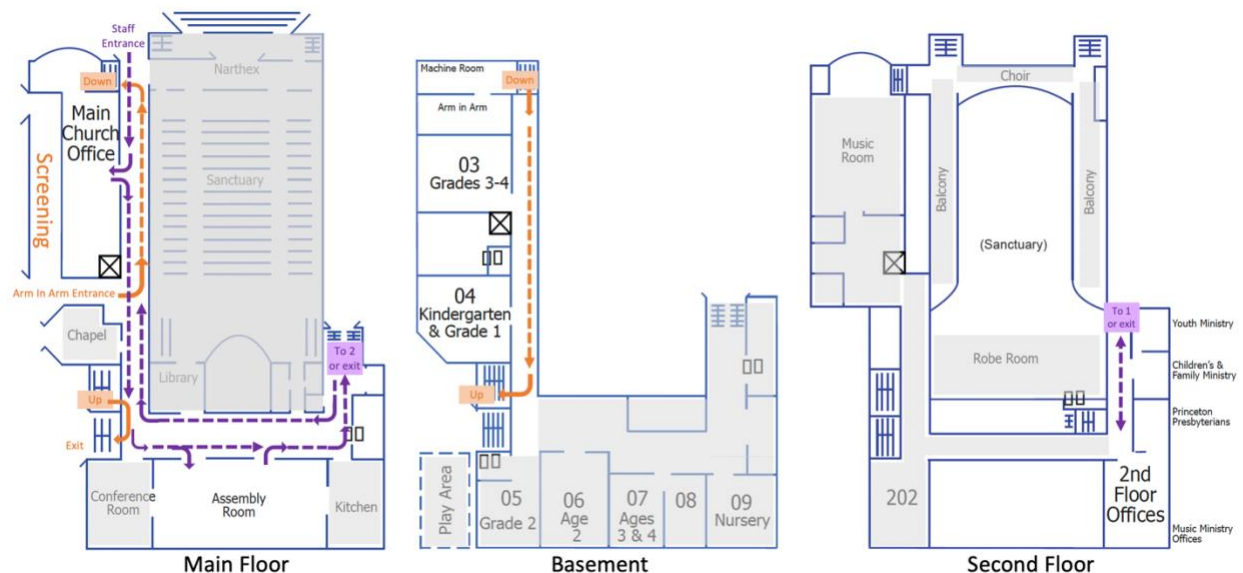 Staff
Entrance
Narthex
Down
Main
Church
Office
Screening
Sanctuary
Arm In Arm Entrance
Chapel
Library
To 2
or exit
Up
Exit
Conference
Room
Assembly
Room
Kitchen
Main Floor
Machine Room
Down
Arm in Arm
03
Grades 3-4
04
Kindergarten
& Grade 1
Up
Play Area
05
Grade 2
06
Age
2
07
Ages
3 & 4
08
09
Nursery
Basement
Choir
Music
Room
Balcony
Balcony
(Sanctuary)
To 1
or exit
Youth Ministry
Robe Room
Children's &
Family Ministry
Princeton
Presbyterians
202
2nd
Floor
Offices
Music Ministry
Offices
Second Floor